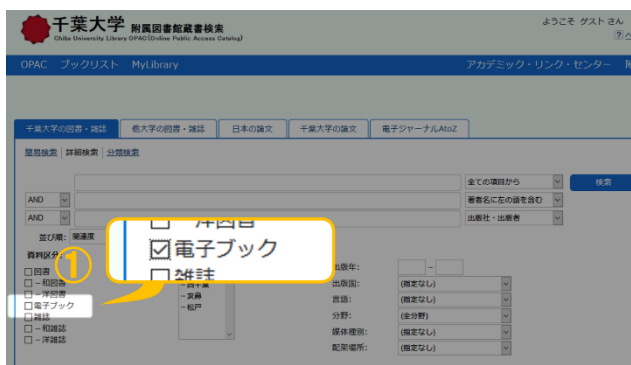 千葉大学 附属図書館蔵書検索
Chiba University Library OPAC(Online Public Access Catalog)
ようこそ ゲスト さん
?
OPAC ブックリスト MyLibrary
アカデミック・リンク・センター
千葉大学の図書・雑誌 他大学の図書・雑誌 日本の論文 千葉大学の論文 電子ジャーナルAtoZ
簡易検索 詳細検索 分類検索
全ての項目から 検索
AND 著者名に左の語を含む
AND 出版社・出版者
並び順: 関連度
資料区分:
①
□図書
□－和図書
□－洋図書
□電子ブック
□雑誌
□－和雑誌
□－洋雑誌
洋図書
☑電子ブック
□雑誌
－西千葉
－亥鼻
－松戸
出版年: －
出版国: (指定なし)
言語: (指定なし)
分野: (全分野)
媒体種別: (指定なし)
配架場所: (指定なし)